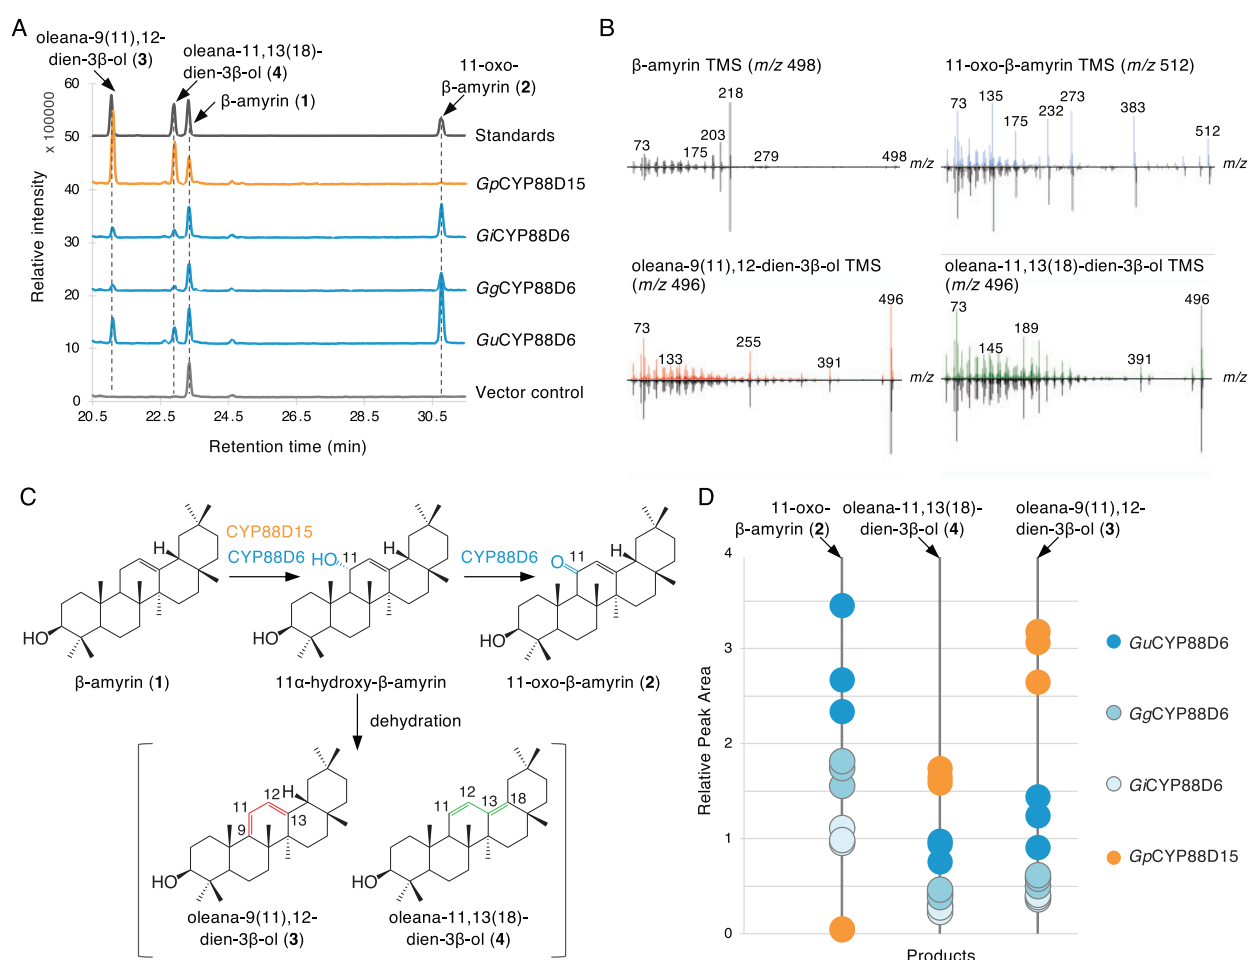 A
oleana-9(11),12-
dien-3β-ol (3)
oleana-11,13(18)-
dien-3β-ol (4)
β-amyrin (1)
11-oxo-
β-amyrin (2)
x 100000
Relative intensity
60
50
40
30
20
10
0
Standards
GpCYP88D15
GiCYP88D6
GgCYP88D6
GuCYP88D6
Vector control
20.5 22.5 24.5 26.5 28.5 30.5
Retention time (min)
B
β-amyrin TMS (m/z 498)
218
203
73
175
279
498
m/z
11-oxo-β-amyrin TMS (m/z 512)
73
135
175
232
273
383
512
m/z
oleana-9(11),12-dien-3β-ol TMS
(m/z 496)
73
133
255
391
496
m/z
oleana-11,13(18)-dien-3β-ol TMS
(m/z 496)
73
145
189
391
496
m/z
C
H
HO
β-amyrin (1)
CYP88D15
CYP88D6
HO
11
H
HO
11α-hydroxy-β-amyrin
CYP88D6
O
11
H
HO
11-oxo-β-amyrin (2)
dehydration
H
12
11
13
9
HO
oleana-9(11),12-
dien-3β-ol (3)
12
11
13
18
HO
oleana-11,13(18)-
dien-3β-ol (4)
D
11-oxo-
β-amyrin (2)
oleana-11,13(18)-
dien-3β-ol (4)
oleana-9(11),12-
dien-3β-ol (3)
Relative Peak Area
4
3
2
1
0
Products
GuCYP88D6
GgCYP88D6
GiCYP88D6
GpCYP88D15